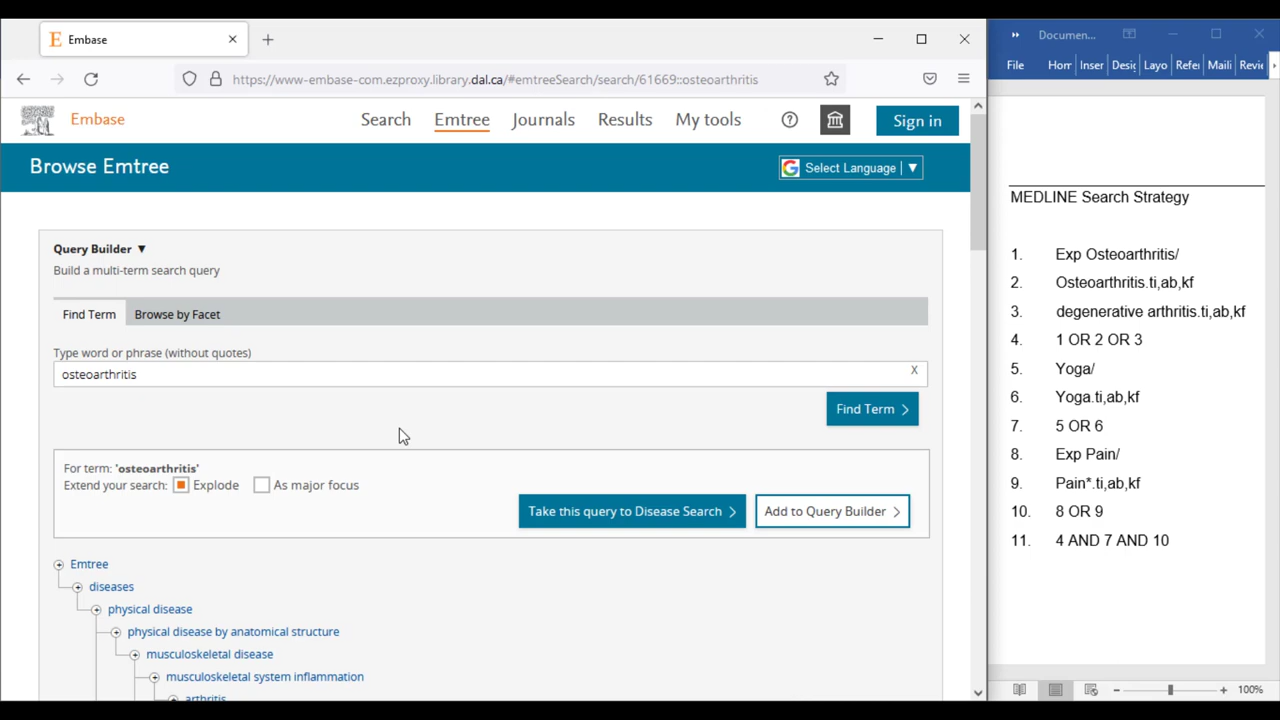 Embase
https://www-embase-com.ezproxy.library.dal.ca/#emtreeSearch/search/61669::osteoarthritis
Embase
Search
Emtree
Journals
Results
My tools
Sign in
Browse Emtree
Select Language
Query Builder
Build a multi-term search query
Find Term
Browse by Facet
Type word or phrase (without quotes)
osteoarthritis
X
Find Term
For term: 'osteoarthritis'
Extend your search: Explode As major focus
Take this query to Disease Search
Add to Query Builder
Emtree
diseases
physical disease
physical disease by anatomical structure
musculoskeletal disease
musculoskeletal system inflammation
arthritis
Documen...
File
Hom
Inser
Desig
Layo
Refer
Maili
Revie
MEDLINE Search Strategy
1. Exp Osteoarthritis/
2. Osteoarthritis.ti,ab,kf
3. degenerative arthritis.ti,ab,kf
4. 1 OR 2 OR 3
5. Yoga/
6. Yoga.ti,ab,kf
7. 5 OR 6
8. Exp Pain/
9. Pain*.ti,ab,kf
10. 8 OR 9
11. 4 AND 7 AND 10
100%